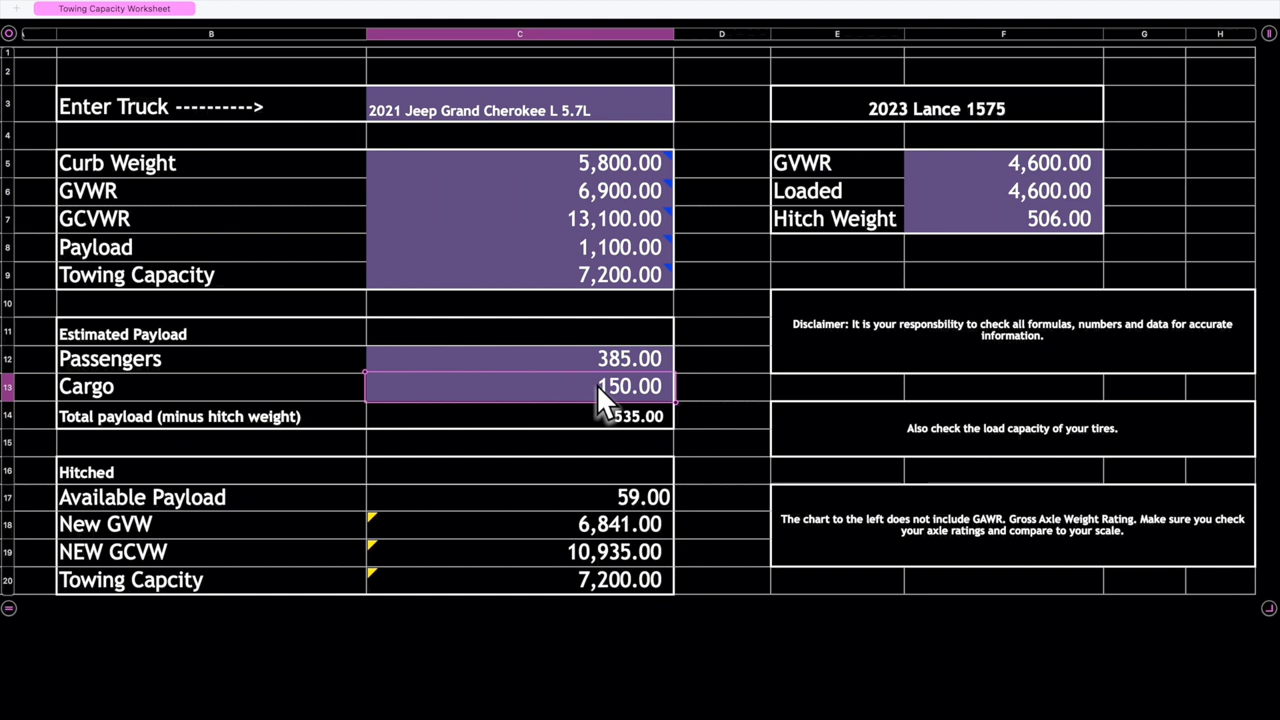 Towing Capacity Worksheet
B C D E F G H
1
2
3 Enter Truck ----------> 2021 Jeep Grand Cherokee L 5.7L 2023 Lance 1575
4
5 Curb Weight 5,800.00 GVWR 4,600.00
6 GVWR 6,900.00 Loaded 4,600.00
7 GCVWR 13,100.00 Hitch Weight 506.00
8 Payload 1,100.00
9 Towing Capacity 7,200.00
10
11 Estimated Payload
Disclaimer: It is your responsbility to check all formulas, numbers and data for accurate
information.
12 Passengers 385.00
13 Cargo 150.00
14 Total payload (minus hitch weight) 535.00
Also check the load capacity of your tires.
15
16 Hitched
17 Available Payload 59.00
18 New GVW 6,841.00
The chart to the left does not include GAWR. Gross Axle Weight Rating. Make sure you check
your axle ratings and compare to your scale.
19 NEW GCVW 10,935.00
20 Towing Capcity 7,200.00